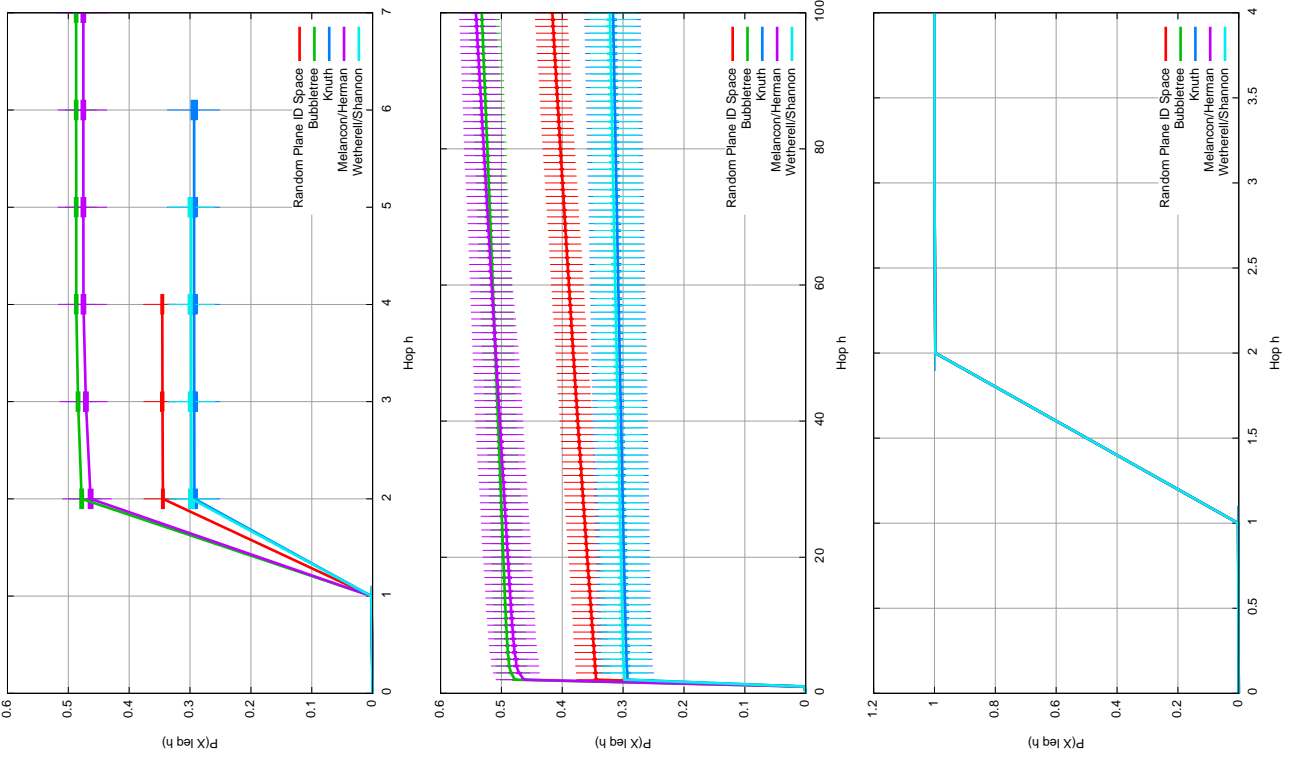 0.6
0.5
0.4
0.3
0.2
0.1
0
P(X leq h)
Random Plane ID Space
Bubbletree
Knuth
Melancon/Herman
Wetherell/Shannon
0 1 2 3 4 5 6 7
Hop h
0.6
0.5
0.4
0.3
0.2
0.1
0
P(X leq h)
Random Plane ID Space
Bubbletree
Knuth
Melancon/Herman
Wetherell/Shannon
0 20 40 60 80 100
Hop h
1.2
1
0.8
0.6
0.4
0.2
0
P(X leq h)
Random Plane ID Space
Bubbletree
Knuth
Melancon/Herman
Wetherell/Shannon
0 0.5 1 1.5 2 2.5 3 3.5 4
Hop h